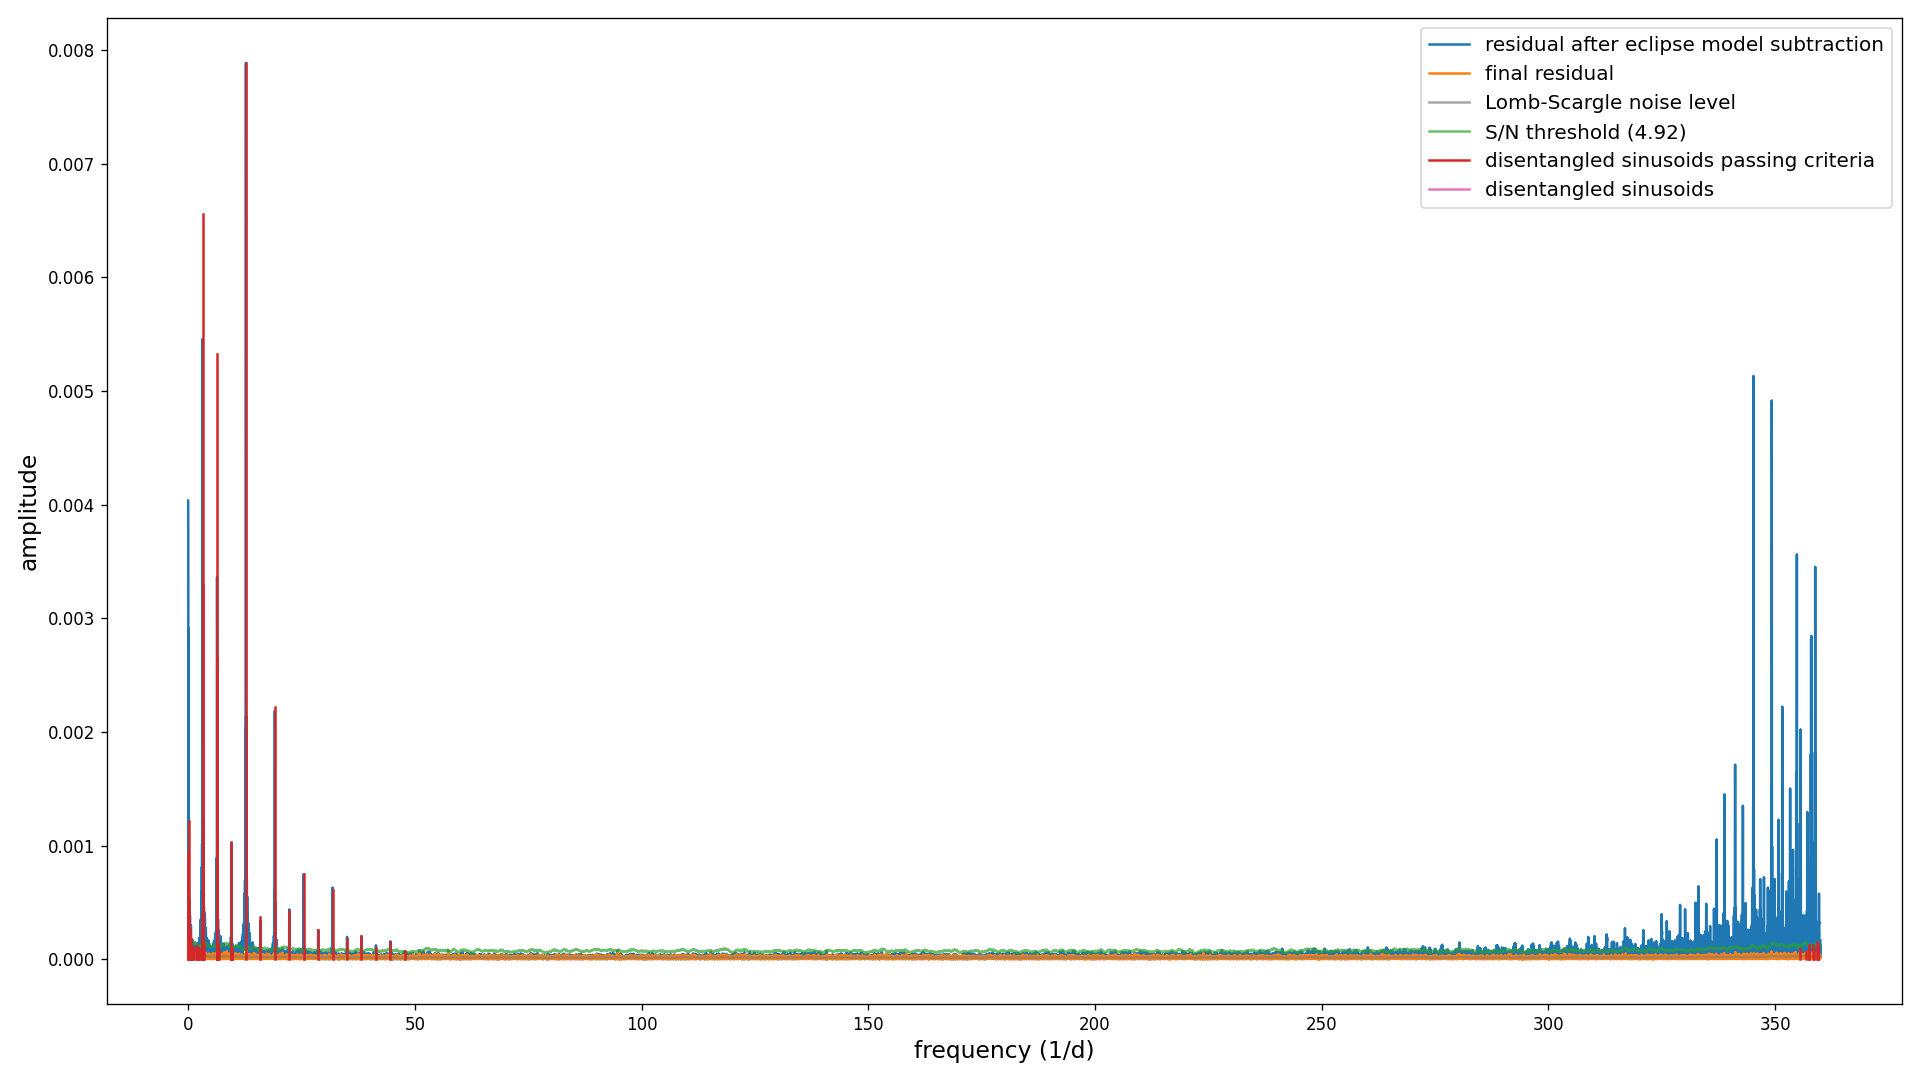 residual after eclipse model subtraction
final residual
Lomb-Scargle noise level
S/N threshold (4.92)
disentangled sinusoids passing criteria
disentangled sinusoids
0.008
0.007
0.006
0.005
0.004
0.003
0.002
0.001
0.000
amplitude
0 50 100 150 200 250 300 350
frequency (1/d)